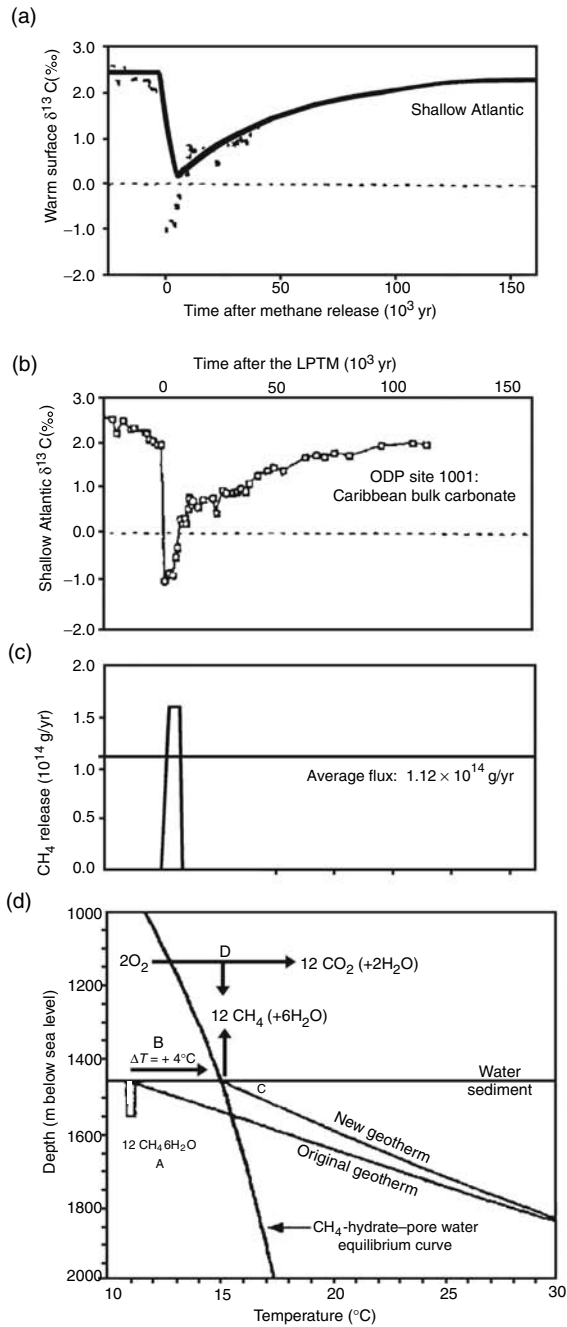 (a)
3.0
2.0
1.0
0.0
−1.0
−2.0
Warm surface δ¹³ C(‰)
Shallow Atlantic
0 50 100 150
Time after methane release (10³ yr)
(b)
Time after the LPTM (10³ yr)
0 50 100 150
3.0
2.0
1.0
0.0
−1.0
−2.0
Shallow Atlantic δ¹³ C(‰)
ODP site 1001:
Caribbean bulk carbonate
(c)
2.0
1.5
1.0
0.5
0.0
CH₄ release (10¹⁴ g/yr)
Average flux: 1.12 × 10¹⁴ g/yr
(d)
1000
1200
1400
1600
1800
2000
Depth (m below sea level)
D
2O₂
12 CO₂ (+2H₂O)
12 CH₄ (+6H₂O)
B
ΔT = + 4°C
Water
sediment
C
New geotherm
Original geotherm
12 CH₄ 6H₂O
A
CH₄-hydrate–pore water
equilibrium curve
10 15 20 25 30
Temperature (°C)